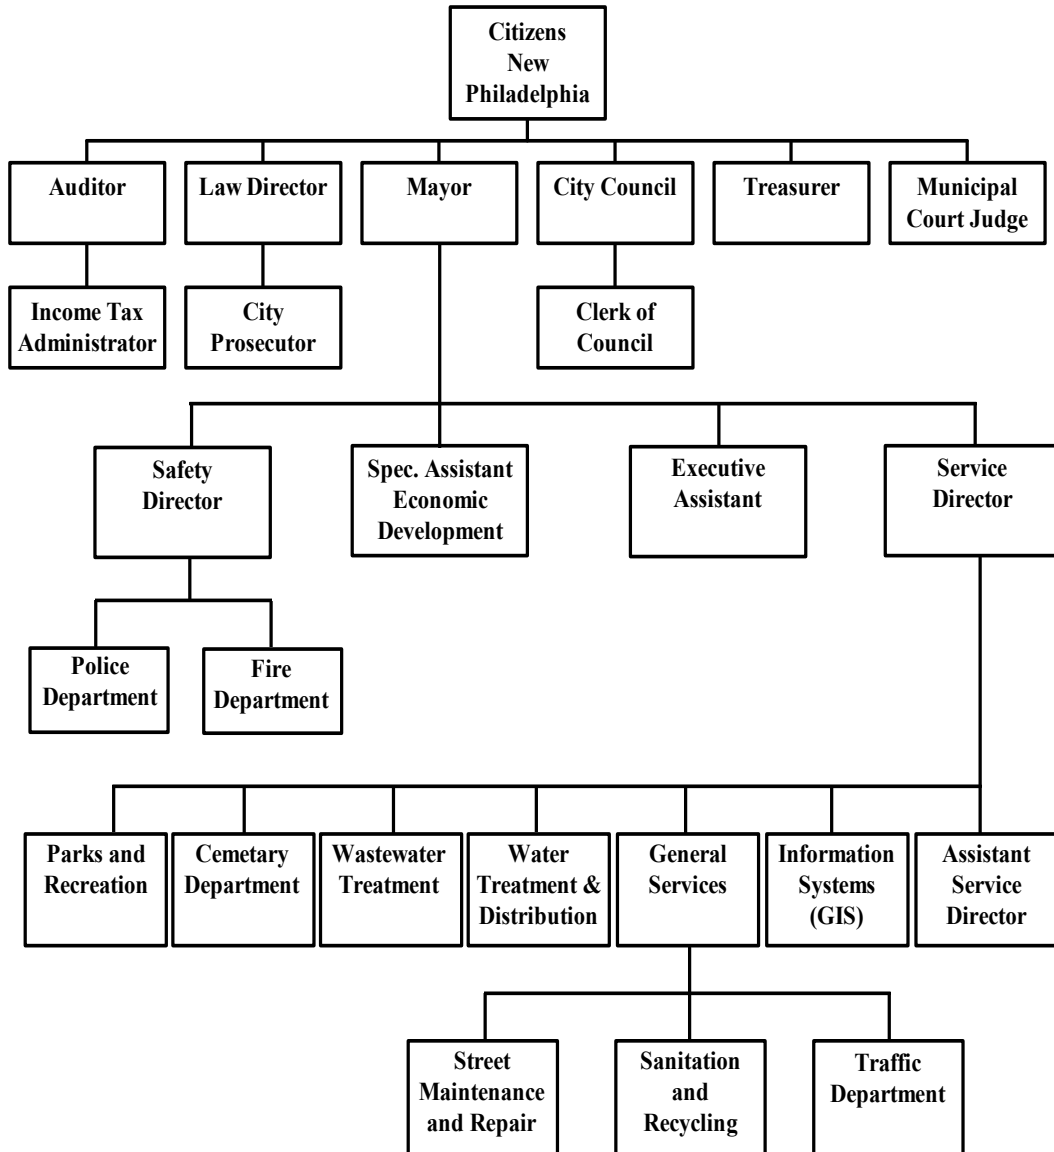 Citizens
New
Philadelphia
Auditor
Law Director
Mayor
City Council
Treasurer
Municipal
Court Judge
Income Tax
Administrator
City
Prosecutor
Clerk of
Council
Safety
Director
Spec. Assistant
Economic
Development
Executive
Assistant
Service
Director
Police
Department
Fire
Department
Parks and
Recreation
Cemetary
Department
Wastewater
Treatment
Water
Treatment &
Distribution
General
Services
Information
Systems
(GIS)
Assistant
Service
Director
Street
Maintenance
and Repair
Sanitation
and
Recycling
Traffic
Department